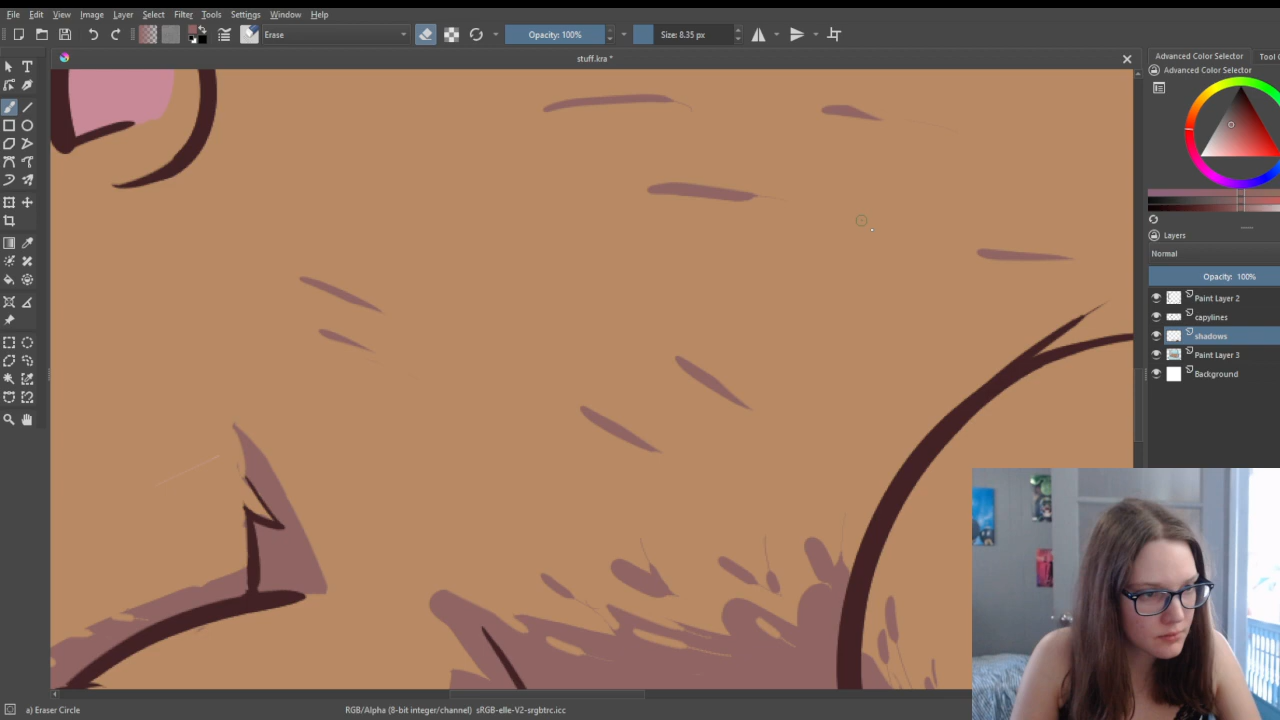 File Edit View Image Layer Select Filter Tools Settings Window Help
Erase Opacity: 100% Size: 8.35 px
stuff.kra *
Advanced Color Selector Tool
Advanced Color Selector
Layers
Normal
Opacity: 100%
Paint Layer 2
capylines
shadows
Paint Layer 3
Background
a) Eraser Circle RGB/Alpha (8-bit integer/channel) sRGB-elle-V2-srgbtrc.icc